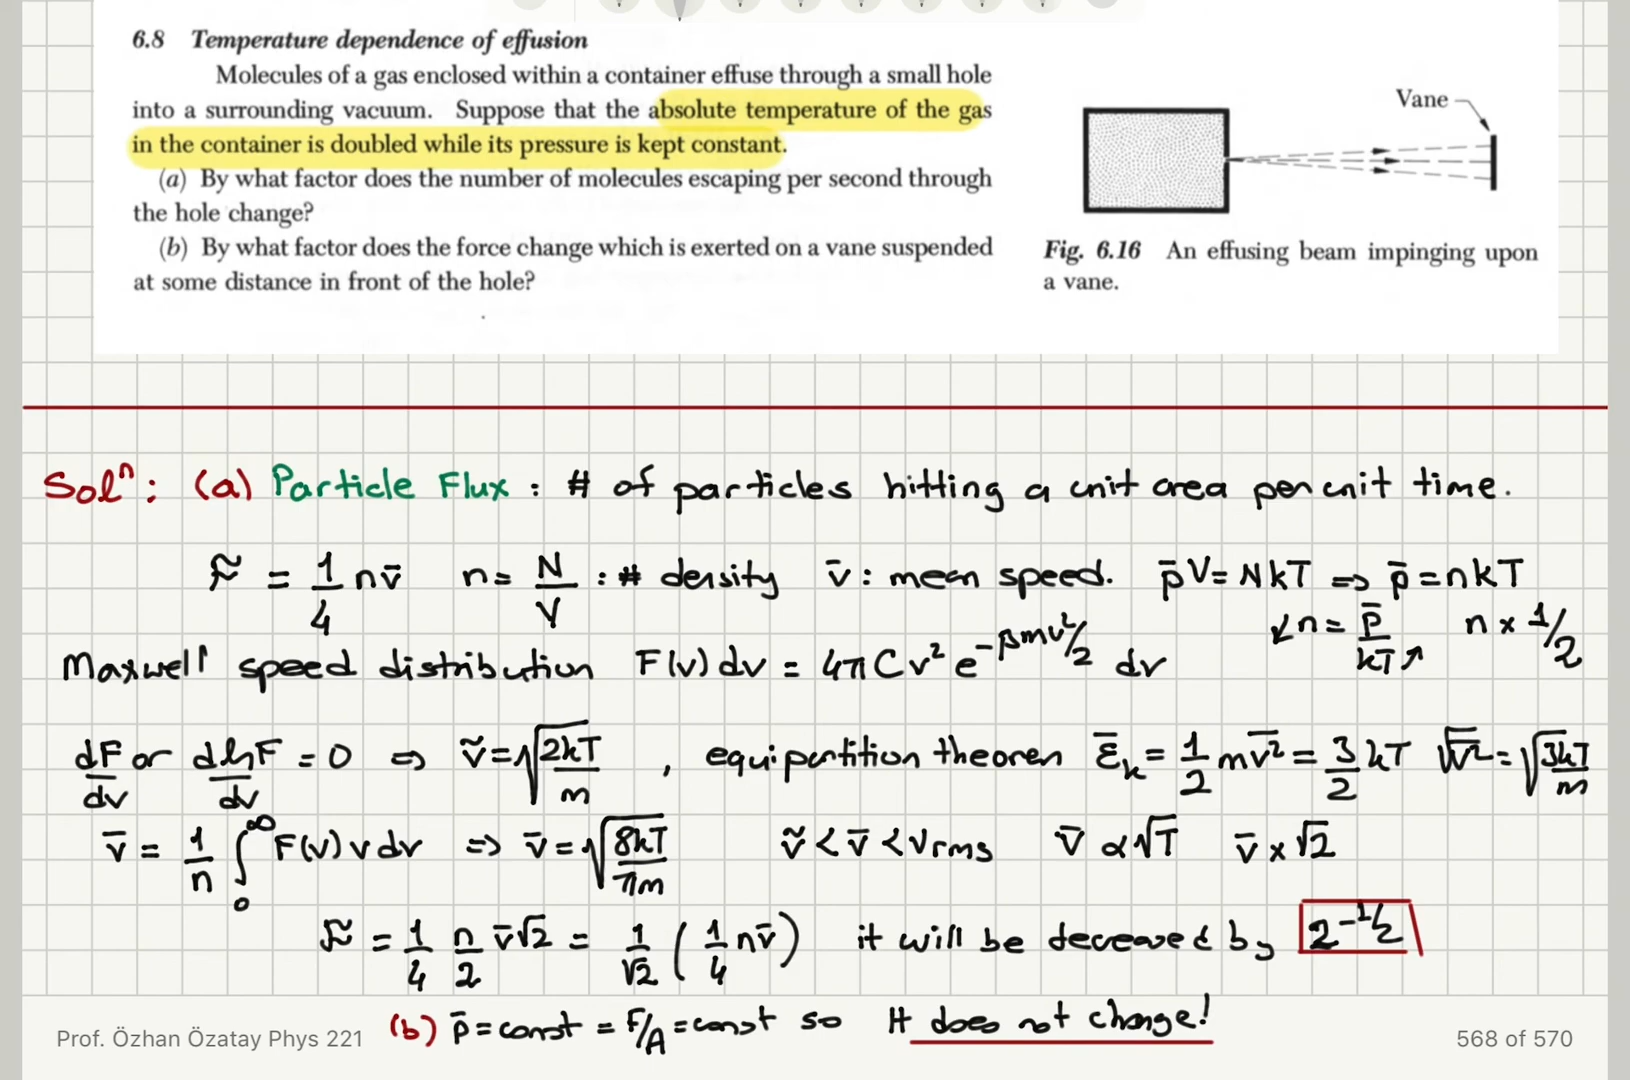 6.8 Temperature dependence of effusion
Molecules of a gas enclosed within a container effuse through a small hole
into a surrounding vacuum. Suppose that the absolute temperature of the gas
in the container is doubled while its pressure is kept constant.
(a) By what factor does the number of molecules escaping per second through
the hole change?
(b) By what factor does the force change which is exerted on a vane suspended
at some distance in front of the hole?
Vane
Fig. 6.16 An effusing beam impinging upon
a vane.
Solⁿ: (a) Particle Flux : # of particles hitting a unit area per unit time.
= 1/4 n v̄ n = N/V : # density v̄ : mean speed. p̄V = NkT ⇒ p̄ = nkT
↙n = p̄/kT↗ n × 1/2
Maxwell speed distribution F(v) dv = 4π C v² e^(-βmv²/2) dv
dF/dv or dlnF/dv = 0 ⇒ ṽ = √(2kT/m) , equipartition theorem ε̄ₖ = 1/2 m v̄² = 3/2 kT √v̄² = √(3kT/m)
v̄ = 1/n ∫₀^∞ F(v) v dv ⇒ v̄ = √(8kT/πm) ṽ < v̄ < vrms v̄ ∝ √T v̄ × √2
= 1/4 n/2 v̄√2 = 1/√2 (1/4 n v̄) it will be decreased by 2^(-1/2)
(b) p̄ = const = F/A = const so It does not change!
Prof. Özhan Özatay Phys 221
568 of 570